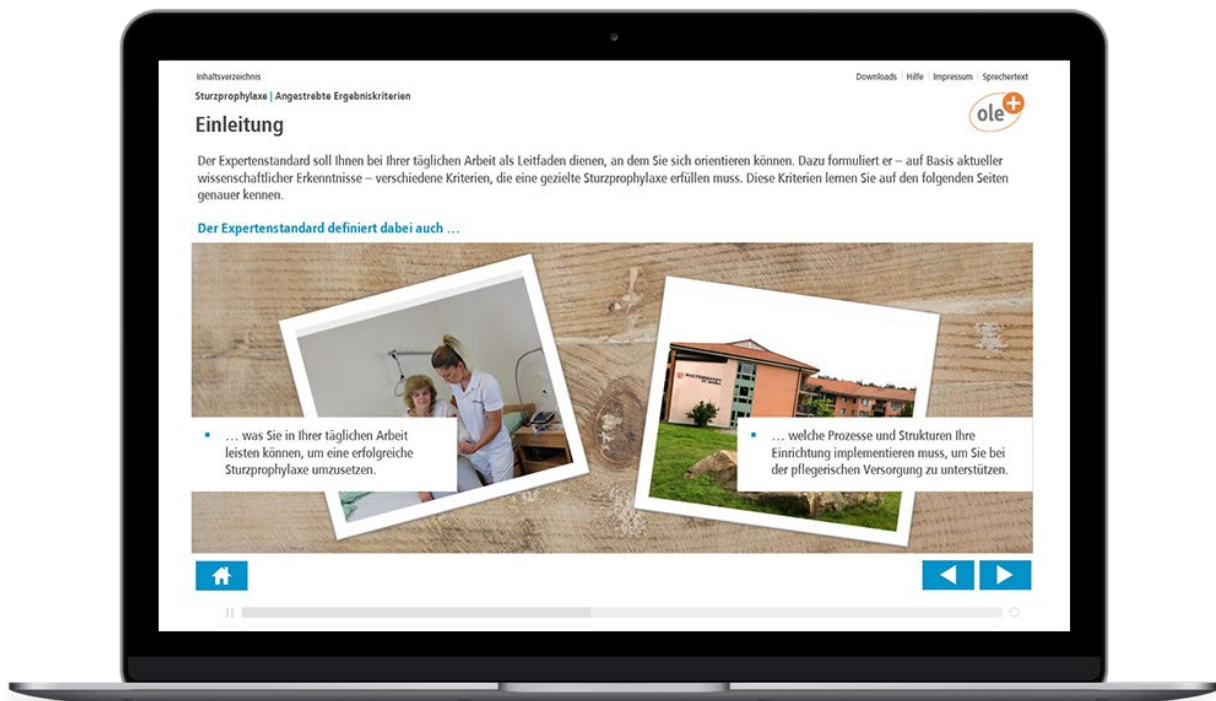 Inhaltsverzeichnis
Downloads | Hilfe | Impressum | Sprechertext
Sturzprophylaxe | Angestrebte Ergebniskriterien
ole+
Einleitung
Der Expertenstandard soll Ihnen bei Ihrer täglichen Arbeit als Leitfaden dienen, an dem Sie sich orientieren können. Dazu formuliert er – auf Basis aktueller
wissenschaftlicher Erkenntnisse – verschiedene Kriterien, die eine gezielte Sturzprophylaxe erfüllen muss. Diese Kriterien lernen Sie auf den folgenden Seiten
genauer kennen.
Der Expertenstandard definiert dabei auch …
… was Sie in Ihrer täglichen Arbeit
leisten können, um eine erfolgreiche
Sturzprophylaxe umzusetzen.
… welche Prozesse und Strukturen Ihre
Einrichtung implementieren muss, um Sie bei
der pflegerischen Versorgung zu unterstützen.